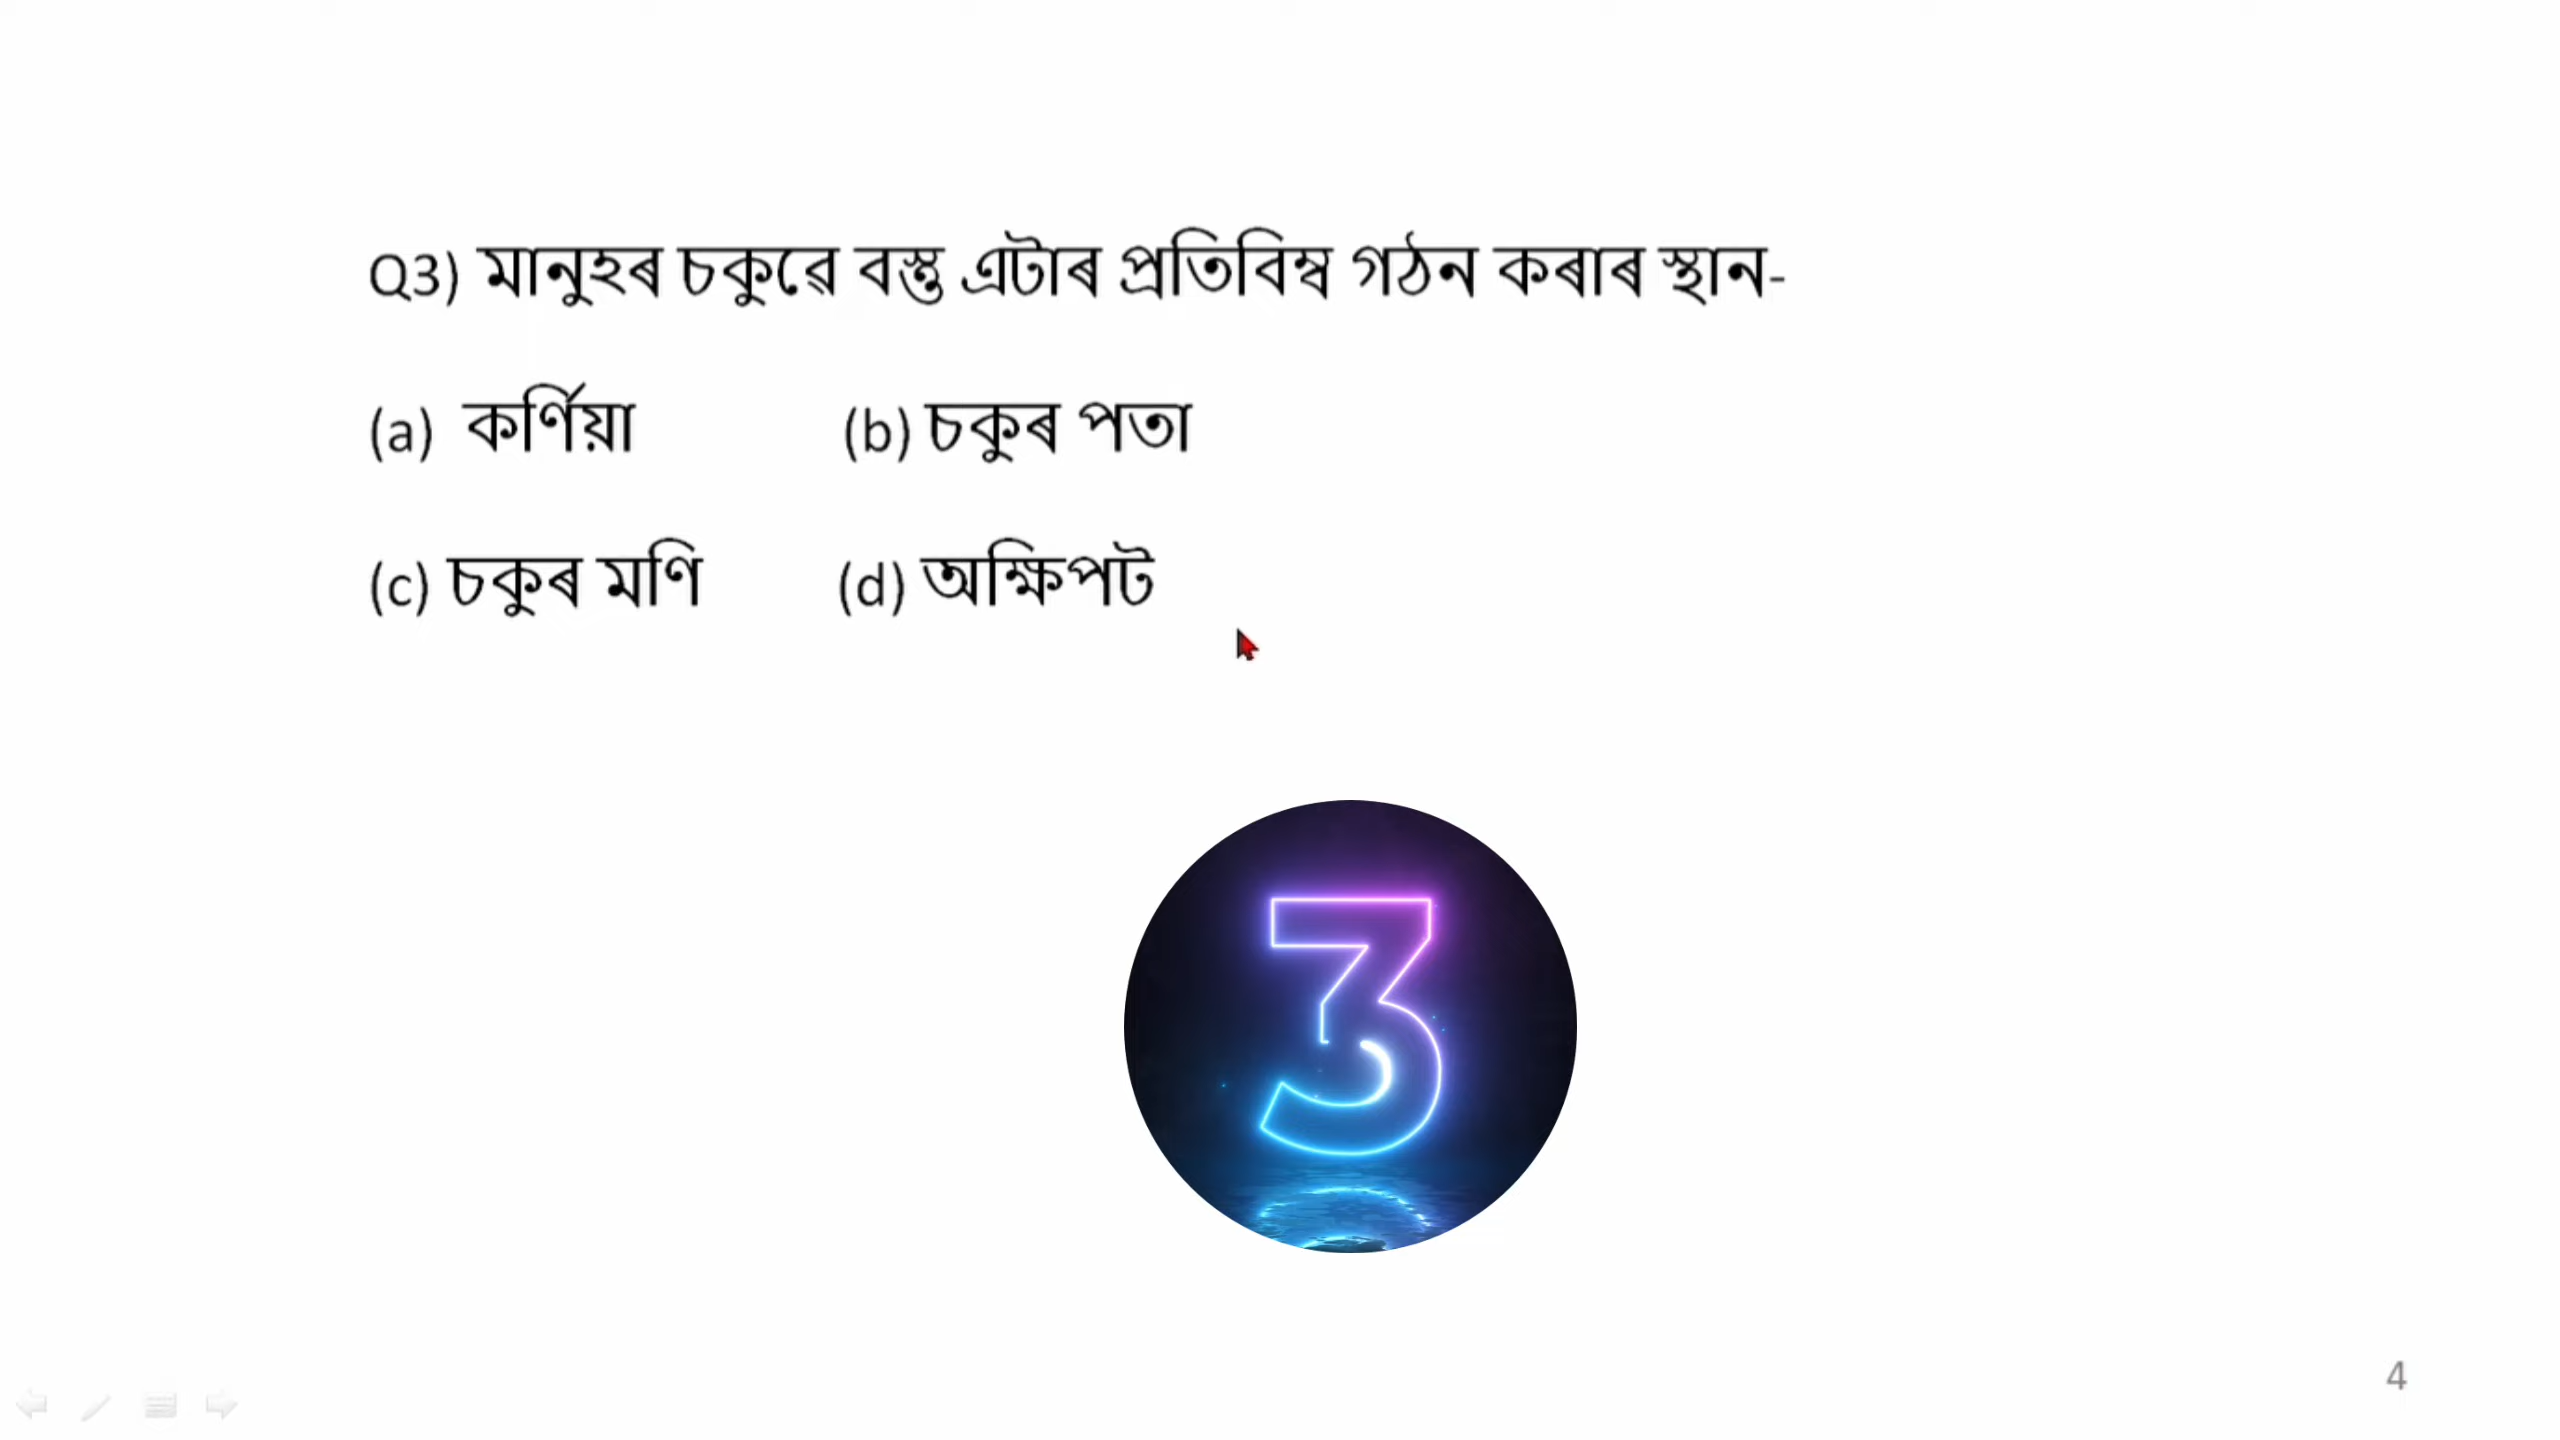 Q3) মানুহৰ চকুৱে বস্তু এটাৰ প্ৰতিবিম্ব গঠন কৰাৰ স্থান-
(a) কৰ্ণিয়া (b) চকুৰ পতা
(c) চকুৰ মণি (d) অক্ষিপট
3
4